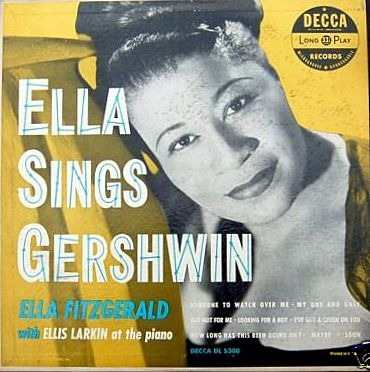 DECCA
LONG 33 PLAY
RECORDS
ELLA
SINGS
GERSHWIN
ELLA FITZGERALD
with ELLIS LARKIN at the piano
SOMEONE TO WATCH OVER ME • MY ONE AND ONLY
BUT NOT FOR ME • LOOKING FOR A BOY • I'VE GOT A CRUSH ON YOU
HOW LONG HAS THIS BEEN GOING ON? • MAYBE • SOON
DECCA DL 5300